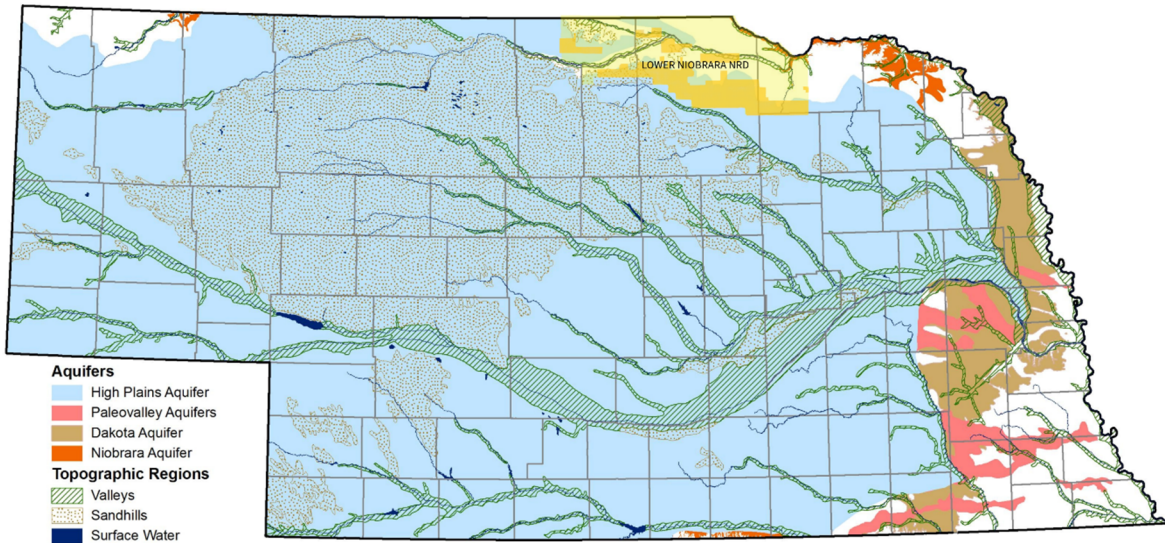 LOWER NIOBRARA NRD
Aquifers
High Plains Aquifer
Paleovalley Aquifers
Dakota Aquifer
Niobrara Aquifer
Topographic Regions
Valleys
Sandhills
Surface Water